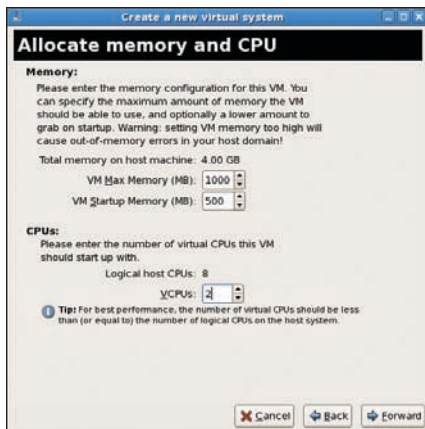 Create a new virtual system
Allocate memory and CPU
Memory:
Please enter the memory configuration for this VM. You
can specify the maximum amount of memory the VM
should be able to use, and optionally a lower amount to
grab on startup. Warning: setting VM memory too high will
cause out-of-memory errors in your host domain!
Total memory on host machine: 4.00 GB
VM Max Memory (MB): 1000
VM Startup Memory (MB): 500
CPUs:
Please enter the number of virtual CPUs this VM
should start up with.
Logical host CPUs: 8
VCPUs: 2
Tip: For best performance, the number of virtual CPUs should be less
than (or equal to) the number of logical CPUs on the host system.
Cancel Back Forward